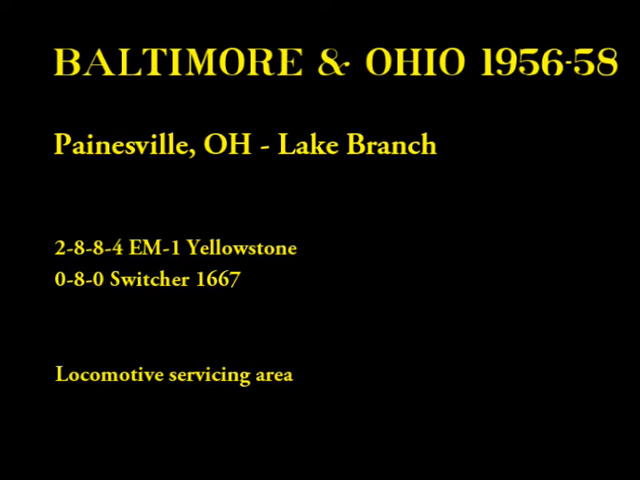 BALTIMORE & OHIO 1956-58
Painesville, OH - Lake Branch
2-8-8-4 EM-1 Yellowstone
0-8-0 Switcher 1667
Locomotive servicing area